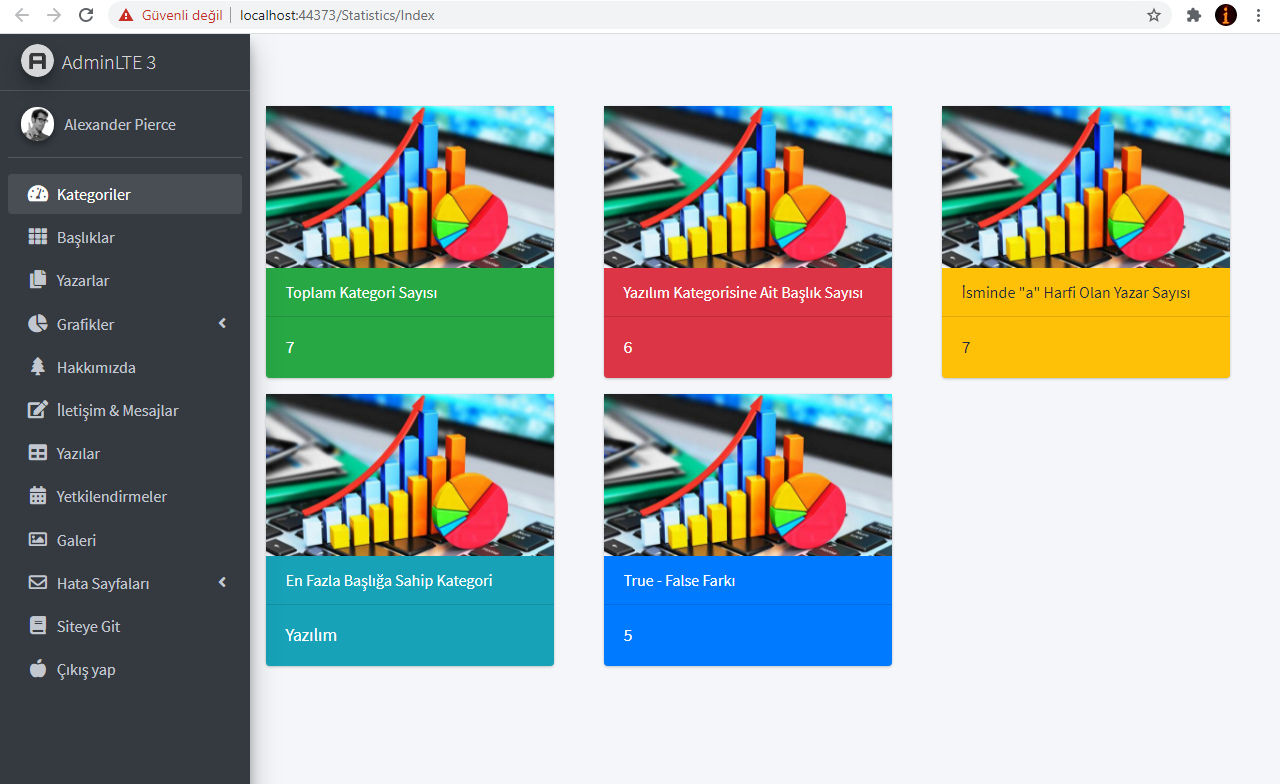 Güvenli değil
localhost:44373/Statistics/Index
AdminLTE 3
Alexander Pierce
Kategoriler
Başlıklar
Yazarlar
Grafikler
Hakkımızda
İletişim & Mesajlar
Yazılar
Yetkilendirmeler
Galeri
Hata Sayfaları
Siteye Git
Çıkış yap
Toplam Kategori Sayısı
7
Yazılım Kategorisine Ait Başlık Sayısı
6
İsminde "a" Harfi Olan Yazar Sayısı
7
En Fazla Başlığa Sahip Kategori
Yazılım
True - False Farkı
5